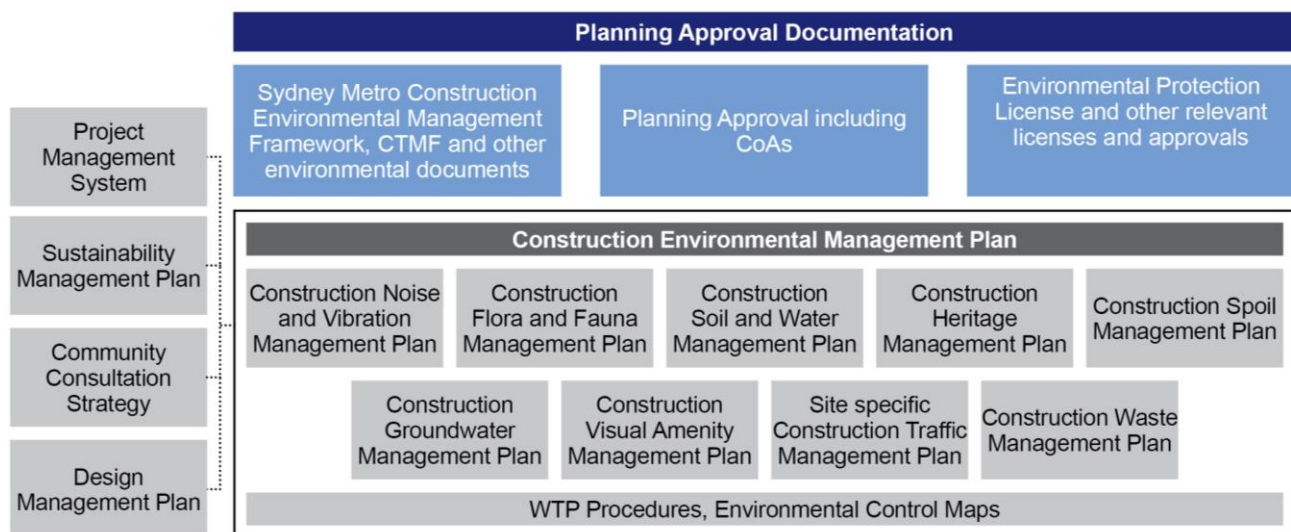 Planning Approval Documentation
Sydney Metro Construction
Environmental Management
Framework, CTMF and other
environmental documents
Planning Approval including
CoAs
Environmental Protection
License and other relevant
licenses and approvals
Project
Management
System
Sustainability
Management Plan
Community
Consultation
Strategy
Design
Management Plan
Construction Environmental Management Plan
Construction Noise
and Vibration
Management Plan
Construction
Flora and Fauna
Management Plan
Construction
Soil and Water
Management Plan
Construction
Heritage
Management Plan
Construction Spoil
Management Plan
Construction
Groundwater
Management Plan
Construction
Visual Amenity
Management Plan
Site specific
Construction Traffic
Management Plan
Construction Waste
Management Plan
WTP Procedures, Environmental Control Maps